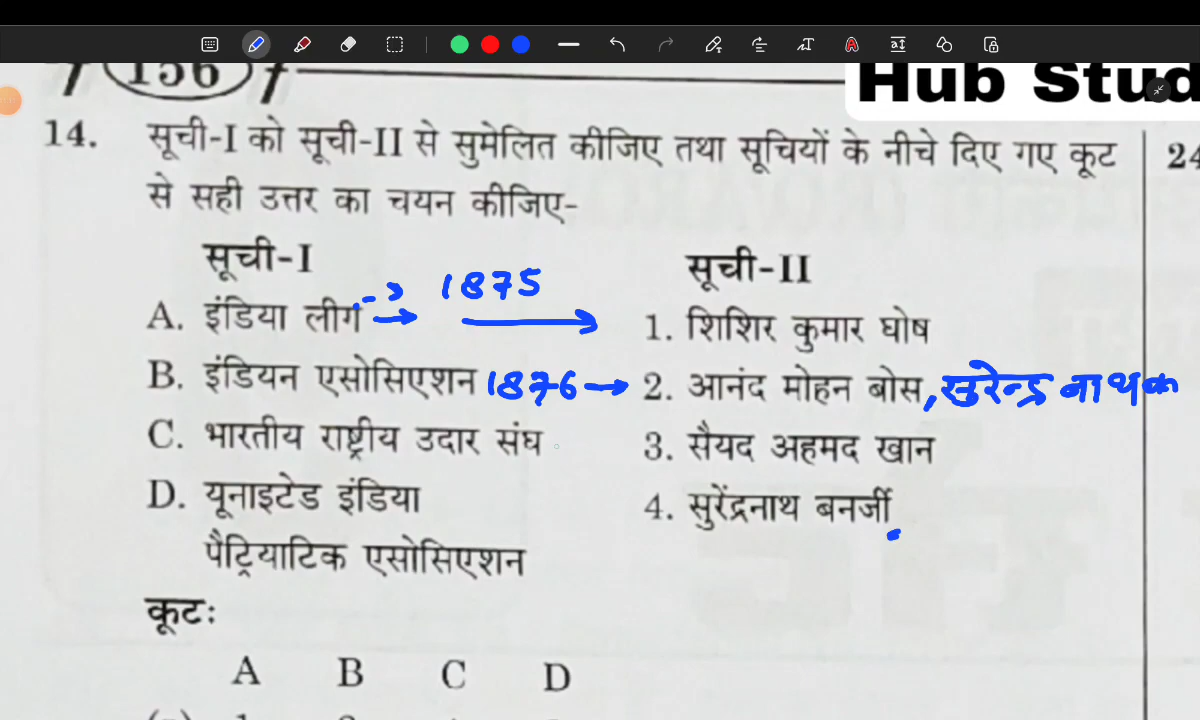 156
Hub Stud
14. सूची-I को सूची-II से सुमेलित कीजिए तथा सूचियों के नीचे दिए गए कूट
से सही उत्तर का चयन कीजिए-
24
सूची-I सूची-II
A. इंडिया लीग → 1875 → 1. शिशिर कुमार घोष
B. इंडियन एसोसिएशन 1876 → 2. आनंद मोहन बोस, सुरेन्द्र नाथ
C. भारतीय राष्ट्रीय उदार संघ 3. सैयद अहमद खान
D. यूनाइटेड इंडिया 4. सुरेंद्रनाथ बनर्जी
पैट्रियाटिक एसोसिएशन
कूटः
A B C D